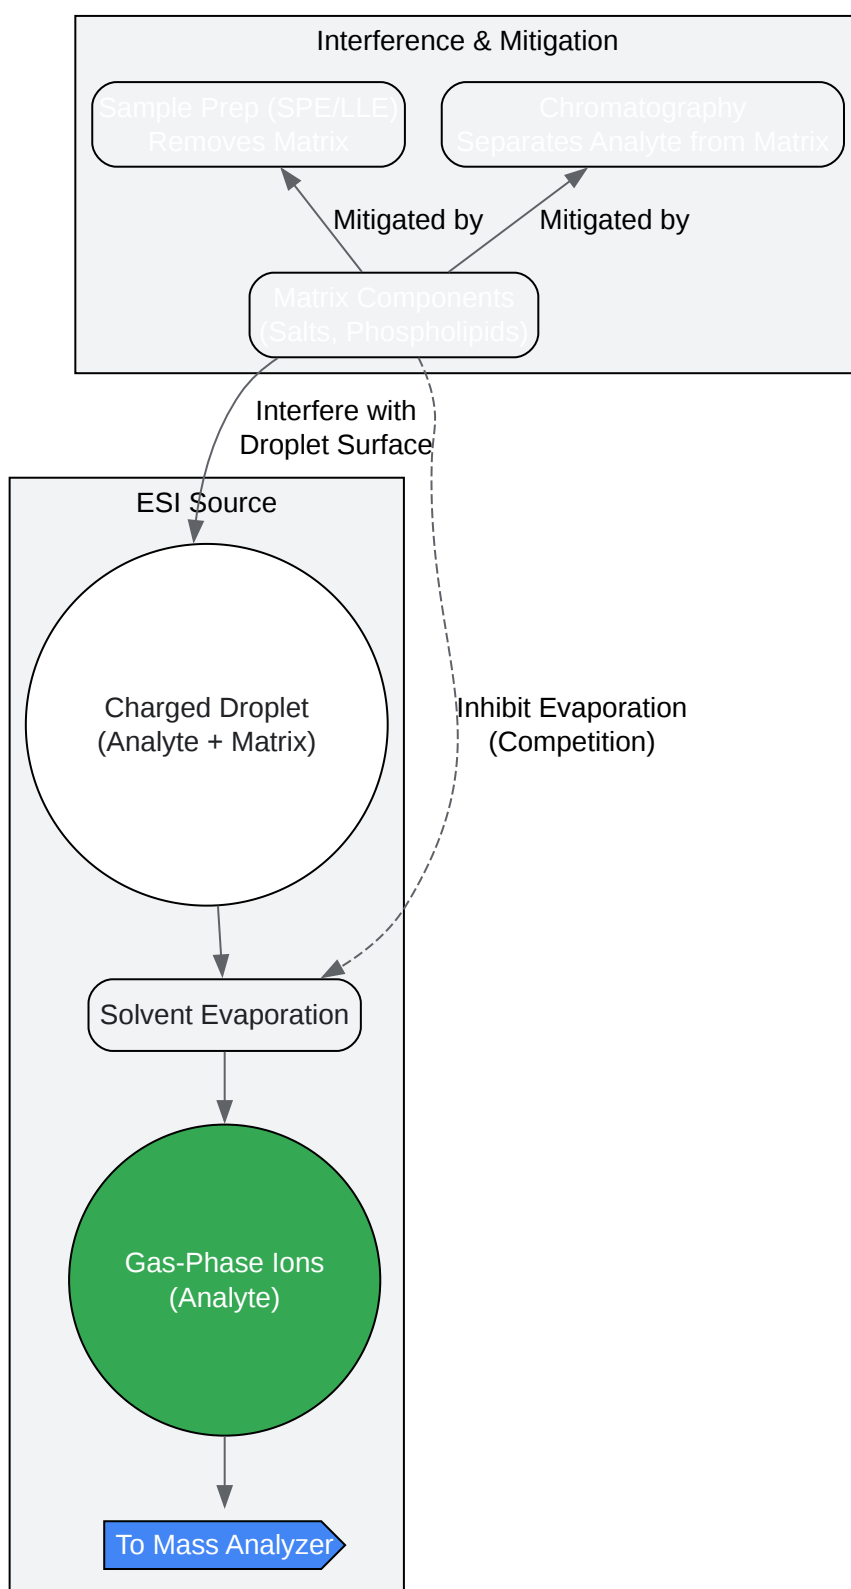 Interference & Mitigation
Sample Prep (SPE/LLE)
Removes Matrix
Chromatography
Separates Analyte from Matrix
Mitigated by
Mitigated by
Matrix Components
(Salts, Phospholipids)
Interfere with
Droplet Surface
ESI Source
Charged Droplet
(Analyte + Matrix)
Inhibit Evaporation
(Competition)
Solvent Evaporation
Gas-Phase Ions
(Analyte)
To Mass Analyzer